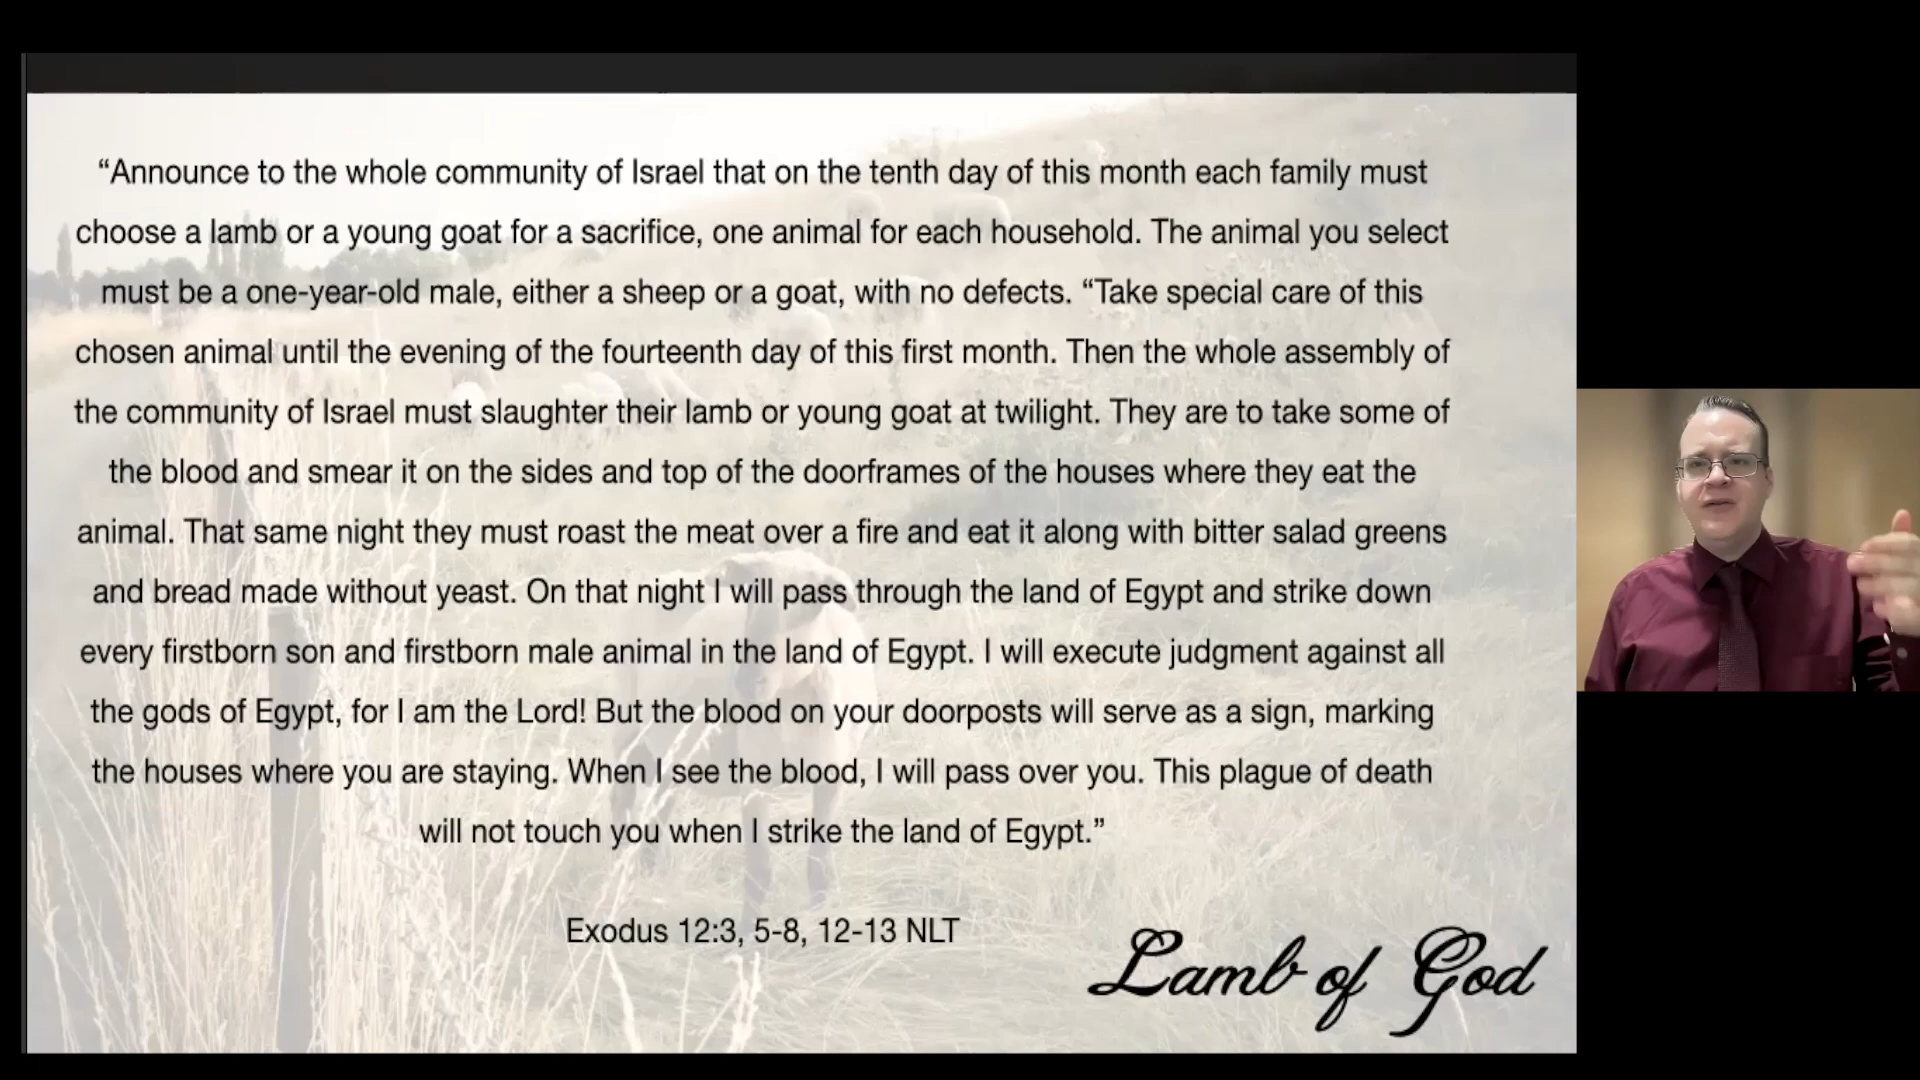 “Announce to the whole community of Israel that on the tenth day of this month each family must
choose a lamb or a young goat for a sacrifice, one animal for each household. The animal you select
must be a one-year-old male, either a sheep or a goat, with no defects. “Take special care of this
chosen animal until the evening of the fourteenth day of this first month. Then the whole assembly of
the community of Israel must slaughter their lamb or young goat at twilight. They are to take some of
the blood and smear it on the sides and top of the doorframes of the houses where they eat the
animal. That same night they must roast the meat over a fire and eat it along with bitter salad greens
and bread made without yeast. On that night I will pass through the land of Egypt and strike down
every firstborn son and firstborn male animal in the land of Egypt. I will execute judgment against all
the gods of Egypt, for I am the Lord! But the blood on your doorposts will serve as a sign, marking
the houses where you are staying. When I see the blood, I will pass over you. This plague of death
will not touch you when I strike the land of Egypt.”
Exodus 12:3, 5-8, 12-13 NLT
Lamb of God